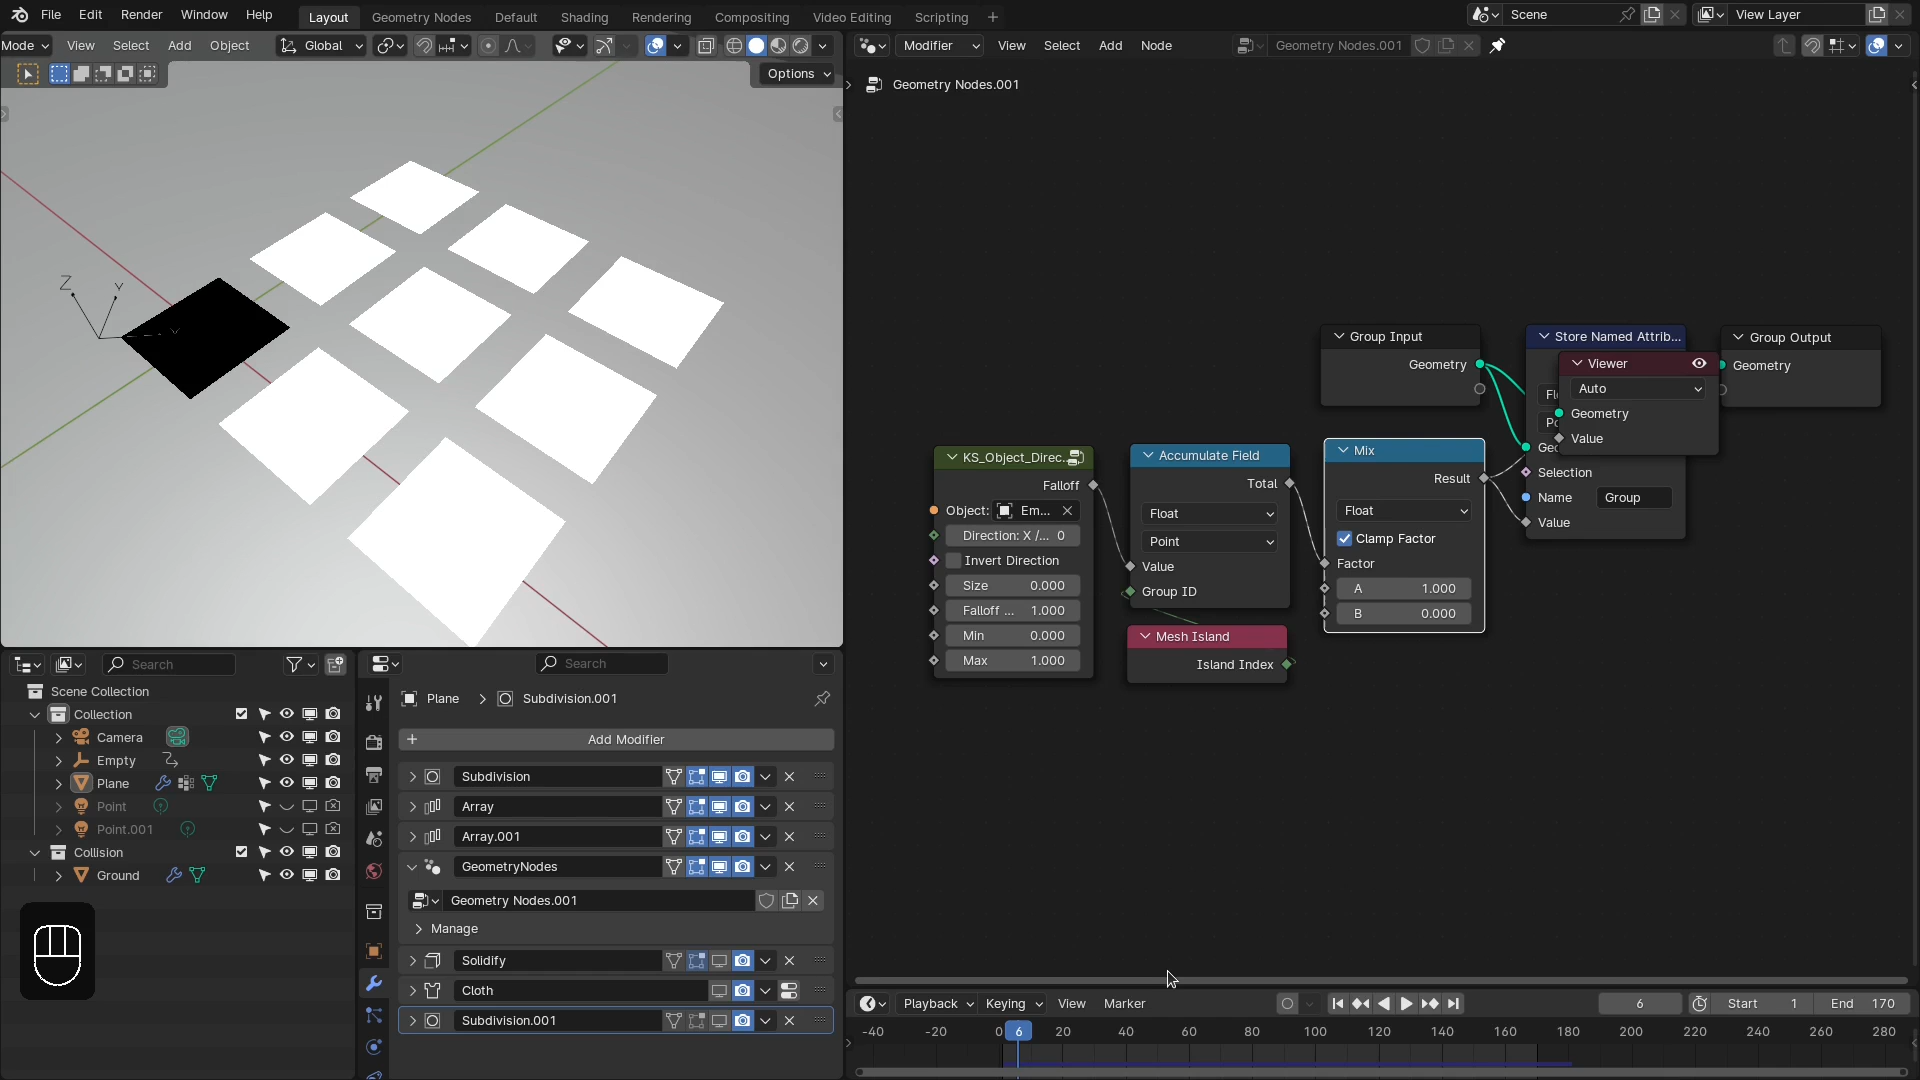 File Edit Render Window Help
Layout Geometry Nodes Default Shading Rendering Compositing Video Editing Scripting +
Scene
View Layer
Mode View Select Add Object
Global
Options
Modifier View Select Add Node
Geometry Nodes.001
Geometry Nodes.001
Z Y
Group Input
Geometry
Store Named Attrib...
Viewer
Auto
Geometry
Value
Selection
Name Group
Value
Group Output
Geometry
KS_Object_Direc...
Falloff
Object: Em...
Direction: X /... 0
Invert Direction
Size 0.000
Falloff ... 1.000
Min 0.000
Max 1.000
Accumulate Field
Total
Float
Point
Value
Group ID
Mesh Island
Island Index
Mix
Result
Float
Clamp Factor
Factor
A 1.000
B 0.000
Search
Scene Collection
Collection
Camera
Empty
Plane
Point
Point.001
Collision
Ground
Search
Plane > Subdivision.001
+ Add Modifier
Subdivision
Array
Array.001
GeometryNodes
Geometry Nodes.001
Manage
Solidify
Cloth
Subdivision.001
Playback Keying View Marker
6 Start 1 End 170
-40 -20 0 6 20 40 60 80 100 120 140 160 180 200 220 240 260 280